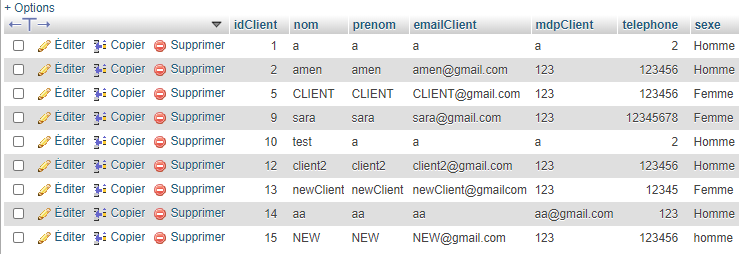 + Options
←T→ idClient nom prenom emailClient mdpClient telephone sexe
Éditer Copier Supprimer 1 a a a a 2 Homme
Éditer Copier Supprimer 2 amen amen amen@gmail.com 123 123456 Homme
Éditer Copier Supprimer 5 CLIENT CLIENT CLIENT@gmail.com 123 123456 Femme
Éditer Copier Supprimer 9 sara sara sara@gmail.com 123 12345678 Femme
Éditer Copier Supprimer 10 test a a a 2 Homme
Éditer Copier Supprimer 12 client2 client2 client2@gmail.com 123 123456 Homme
Éditer Copier Supprimer 13 newClient newClient newClient@gmailcom 123 12345 Femme
Éditer Copier Supprimer 14 aa aa aa aa@gmail.com 123 Homme
Éditer Copier Supprimer 15 NEW NEW NEW@gmail.com 123 123456 homme